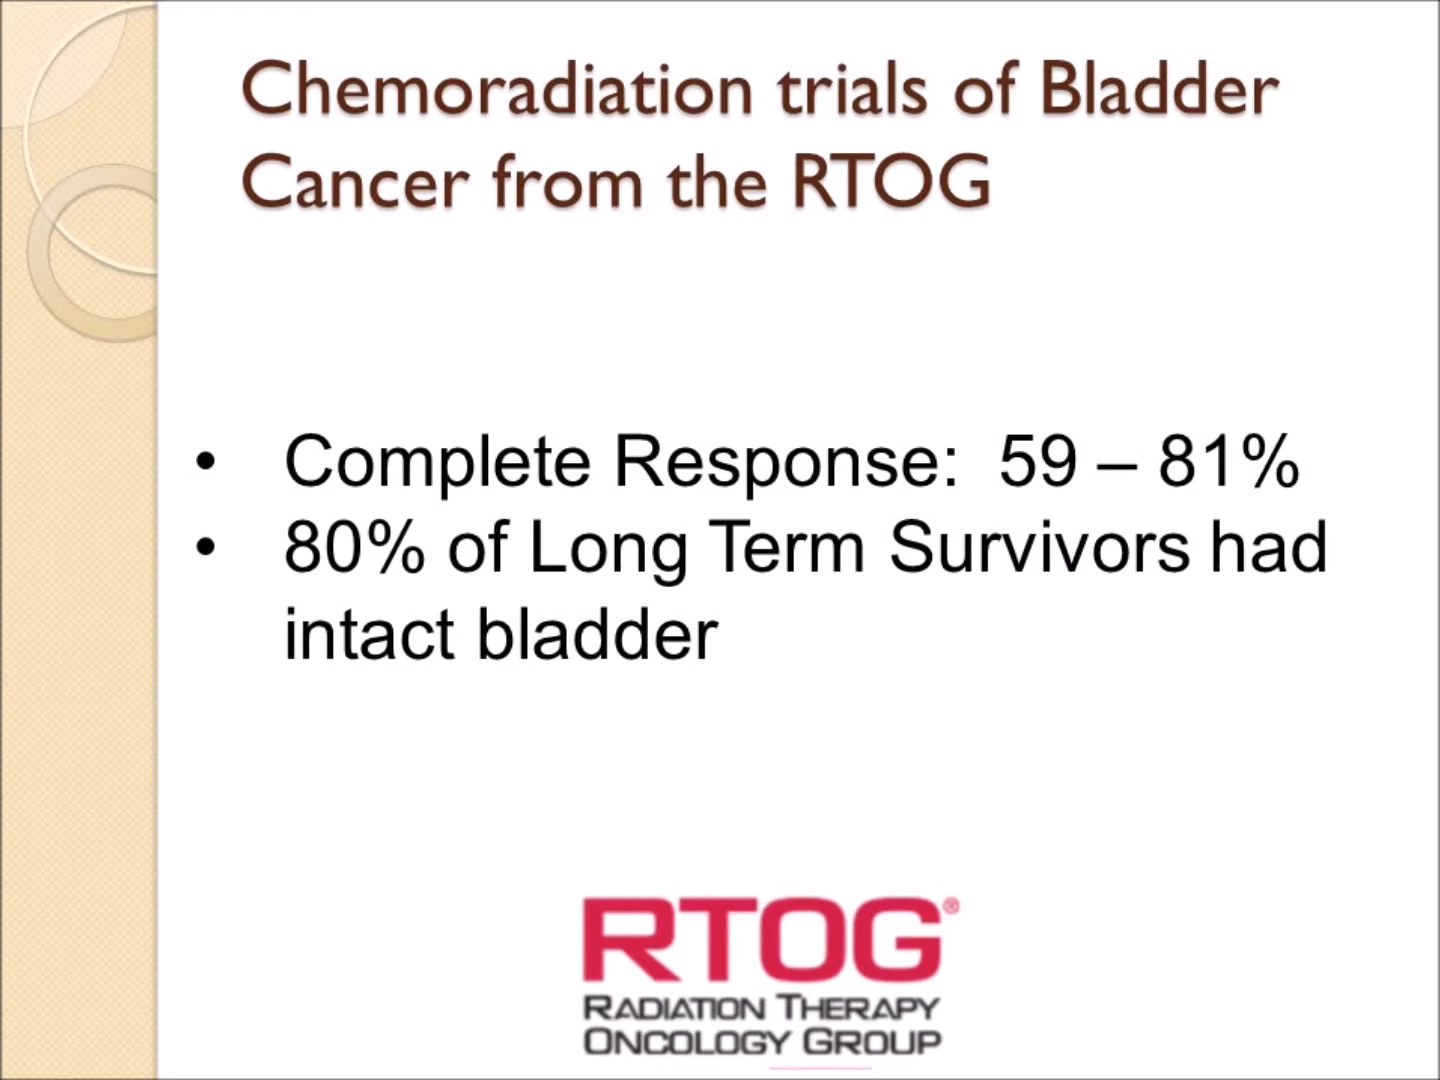 Chemoradiation trials of Bladder
Cancer from the RTOG
• Complete Response: 59 – 81%
• 80% of Long Term Survivors had
intact bladder
RTOG®
RADIATION THERAPY
ONCOLOGY GROUP